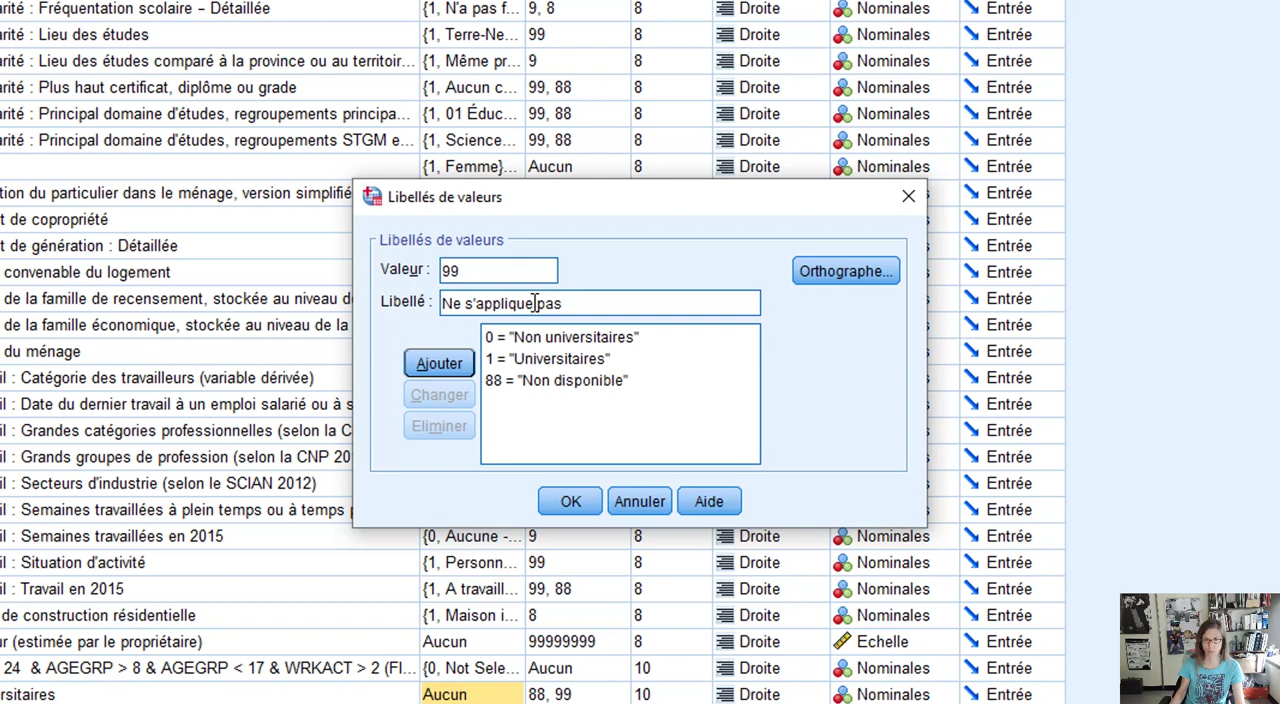 arité : Fréquentation scolaire – Détaillée {1, N'a pas f... 9, 8 8 Droite Nominales Entrée
arité : Lieu des études {1, Terre-Ne... 99 8 Droite Nominales Entrée
arité : Lieu des études comparé à la province ou au territoir... {1, Même pr... 9 8 Droite Nominales Entrée
arité : Plus haut certificat, diplôme ou grade {1, Aucun c... 99, 88 8 Droite Nominales Entrée
arité : Principal domaine d'études, regroupements principa... {1, 01 Éduc... 99, 88 8 Droite Nominales Entrée
arité : Principal domaine d'études, regroupements STGM e... {1, Science... 99, 88 8 Droite Nominales Entrée
{1, Femme}... Aucun 8 Droite Nominales Entrée
tion du particulier dans le ménage, version simplifié
t de copropriété
t de génération : Détaillée
convenable du logement
de la famille de recensement, stockée au niveau de
de la famille économique, stockée au niveau de la
du ménage
il : Catégorie des travailleurs (variable dérivée)
il : Date du dernier travail à un emploi salarié ou à s
il : Grandes catégories professionnelles (selon la C
il : Grands groupes de profession (selon la CNP 20
il : Secteurs d'industrie (selon le SCIAN 2012)
il : Semaines travaillées à plein temps ou à temps p
Entrée
Entrée
Entrée
Entrée
Entrée
Entrée
Entrée
Entrée
Entrée
Entrée
Entrée
Entrée
Entrée
Libellés de valeurs
Libellés de valeurs
Valeur : 99
Orthographe...
Libellé : Ne s'applique pas
0 = "Non universitaires"
1 = "Universitaires"
88 = "Non disponible"
Ajouter
Changer
Eliminer
OK Annuler Aide
il : Semaines travaillées en 2015 {0, Aucune -... 9 8 Droite Nominales Entrée
il : Situation d'activité {1, Personn... 99 8 Droite Nominales Entrée
il : Travail en 2015 {1, A travaill... 99, 88 8 Droite Nominales Entrée
de construction résidentielle {1, Maison i... 8 8 Droite Nominales Entrée
ur (estimée par le propriétaire) Aucun 99999999 8 Droite Echelle Entrée
24 & AGEGRP > 8 & AGEGRP < 17 & WRKACT > 2 (FI... {0, Not Sele... Aucun 10 Droite Nominales Entrée
rsitaires Aucun 88, 99 10 Droite Nominales Entrée